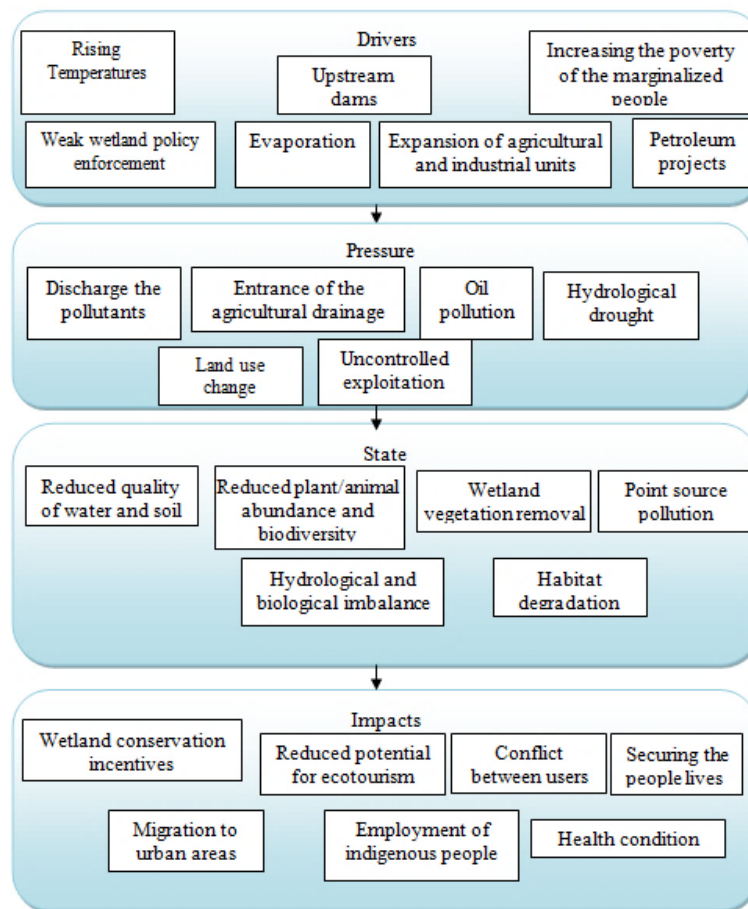 Drivers
Rising
Temperatures
Upstream
dams
Increasing the poverty
of the marginalized
people
Weak wetland policy
enforcement
Evaporation
Expansion of agricultural
and industrial units
Petroleum
projects
Pressure
Discharge the
pollutants
Entrance of the
agricultural drainage
Oil
pollution
Hydrological
drought
Land use
change
Uncontrolled
exploitation
State
Reduced quality
of water and soil
Reduced plant/animal
abundance and
biodiversity
Wetland
vegetation removal
Point source
pollution
Hydrological and
biological imbalance
Habitat
degradation
Impacts
Wetland conservation
incentives
Reduced potential
for ecotourism
Conflict
between users
Securing the
people lives
Migration to
urban areas
Employment of
indigenous people
Health condition